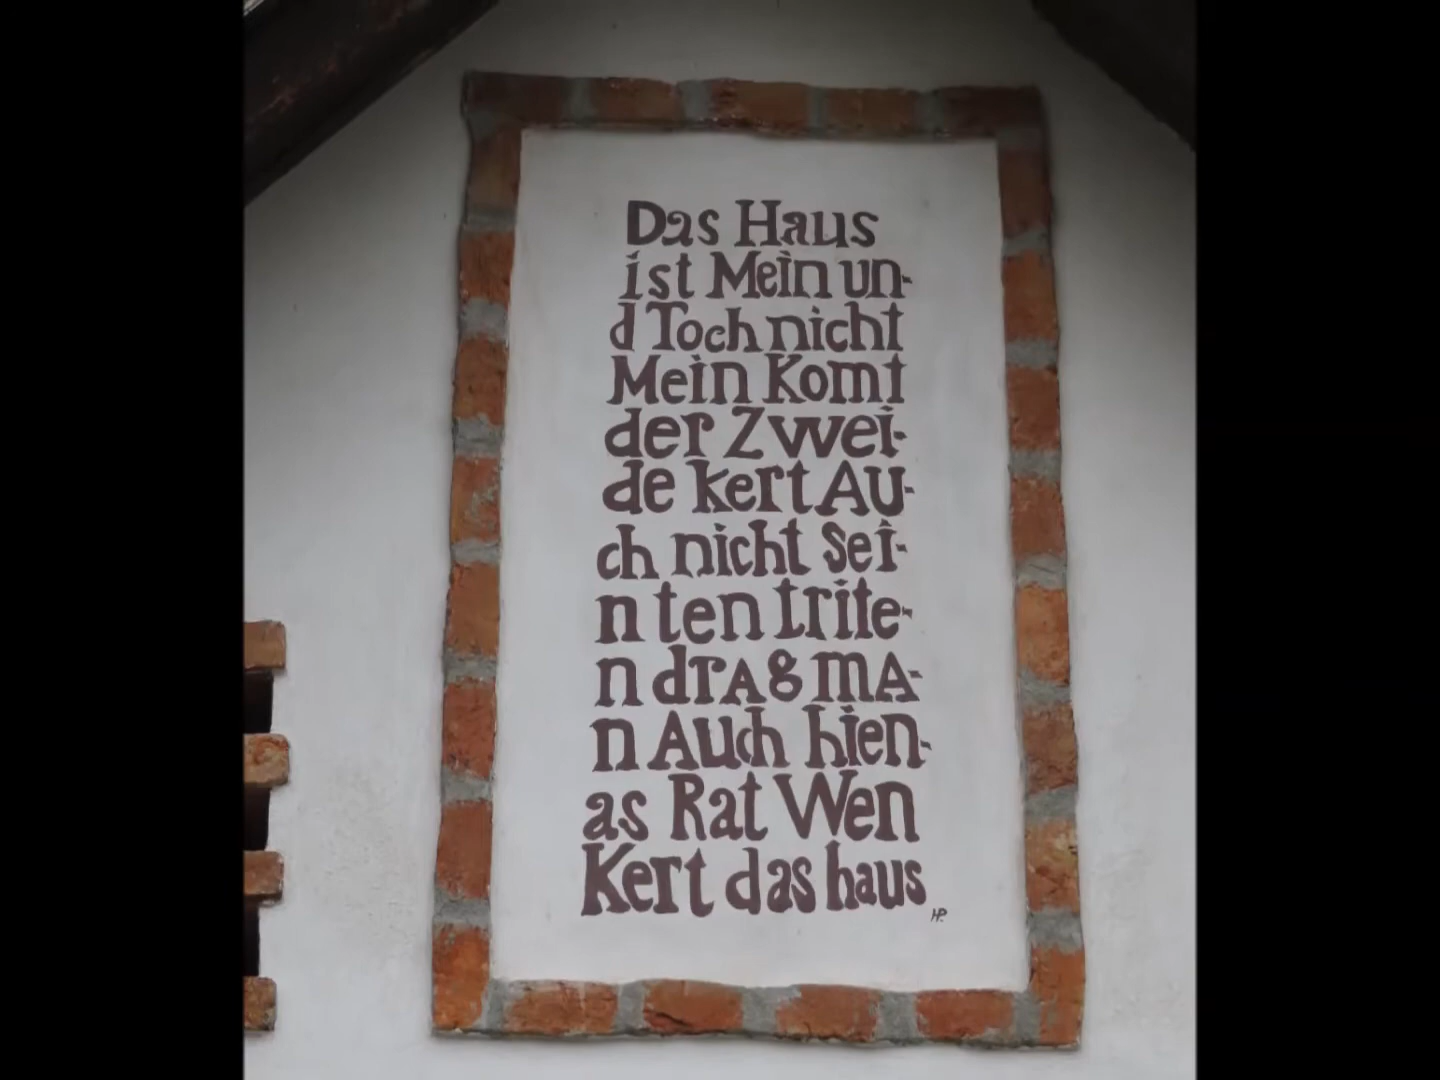 Das Haus
ist Mein un-
d Toch nicht
Mein Komt
der Zwei-
de kert Au-
ch nicht sei-
n ten trite-
n drAg mA-
n Auch hien-
as Rat Wen
Kert das haus
HP.